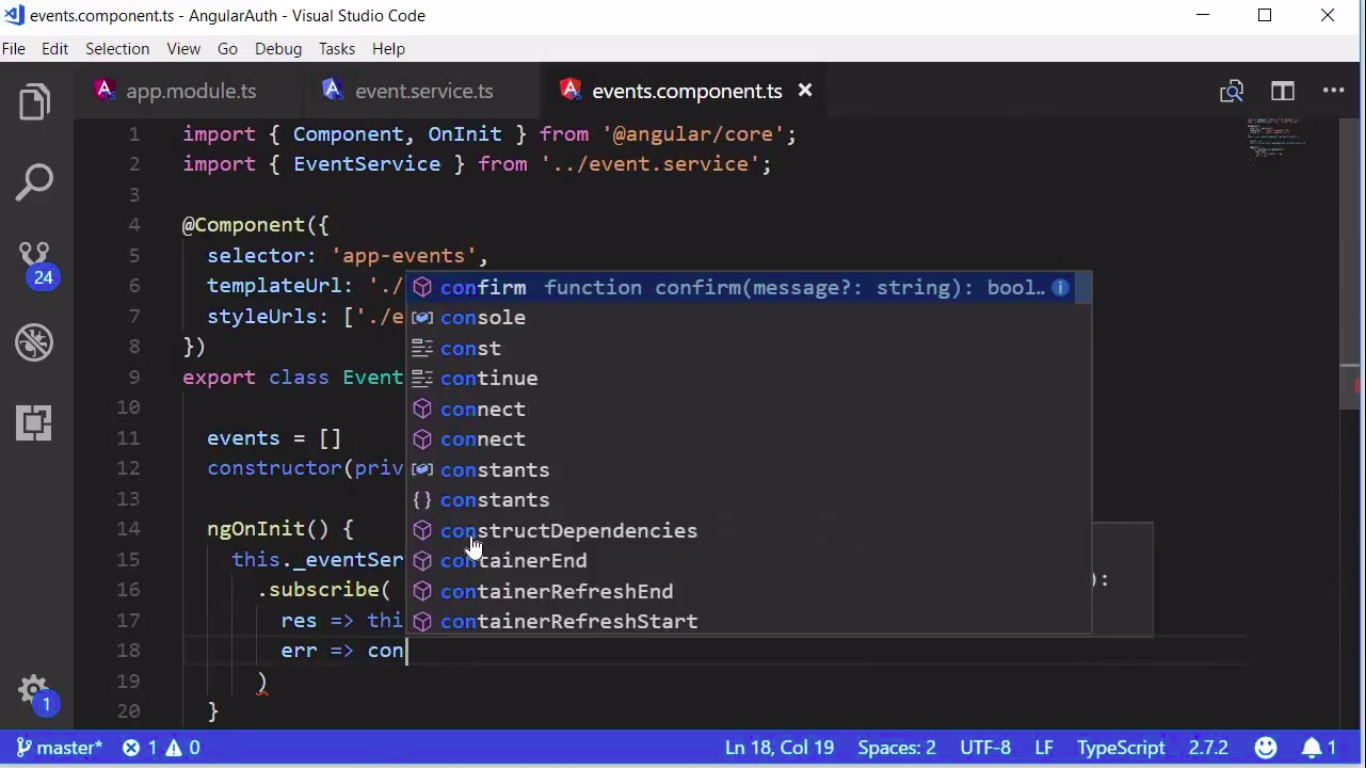 events.component.ts - AngularAuth - Visual Studio Code
File Edit Selection View Go Debug Tasks Help
app.module.ts event.service.ts events.component.ts
1 import { Component, OnInit } from '@angular/core';
2 import { EventService } from '../event.service';
3
4 @Component({
5 selector: 'app-events',
6 templateUrl: './
7 styleUrls: ['./e
8 })
9 export class Event
10
11 events = []
12 constructor(priv
13
14 ngOnInit() {
15 this._eventSer
16 .subscribe(
17 res => thi
18 err => con
19 )
20 }
confirm function confirm(message?: string): bool…
console
const
continue
connect
connect
constants
constants
constructDependencies
containerEnd
containerRefreshEnd
containerRefreshStart
):
24
1
master* 1 0 Ln 18, Col 19 Spaces: 2 UTF-8 LF TypeScript 2.7.2 1